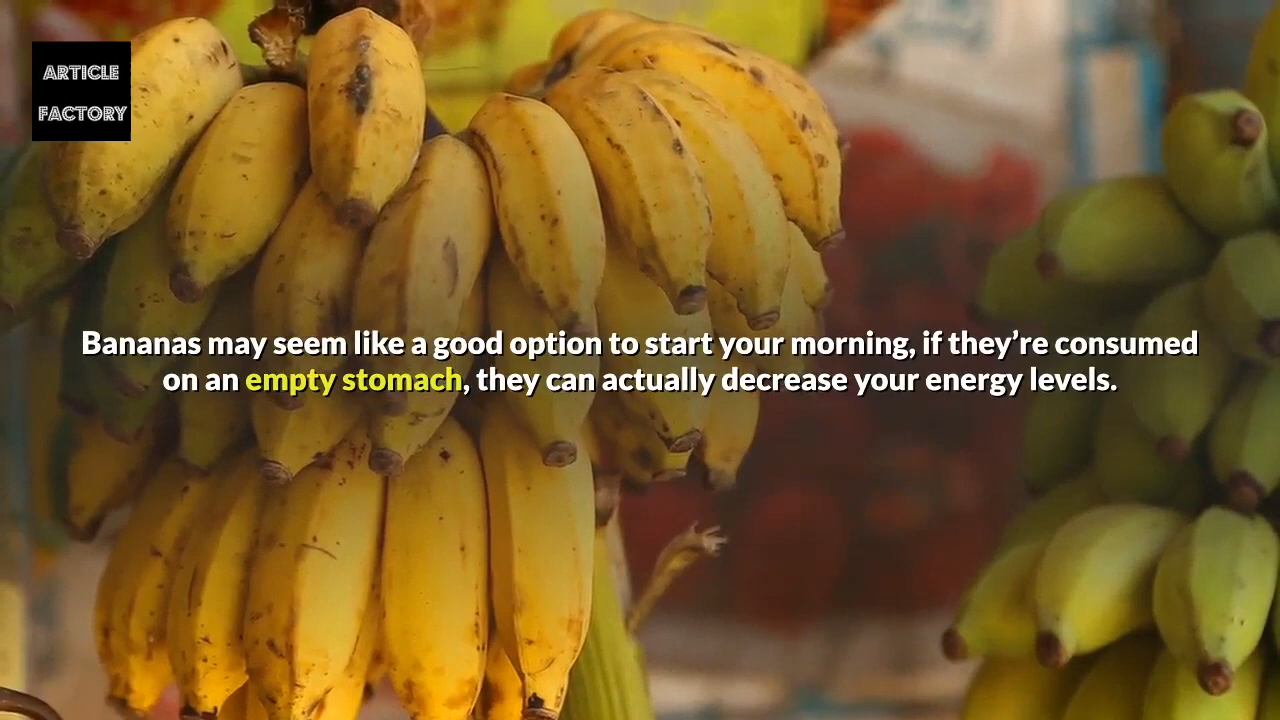 ARTICLE
FACTORY
Bananas may seem like a good option to start your morning, if they’re consumed
on an empty stomach, they can actually decrease your energy levels.